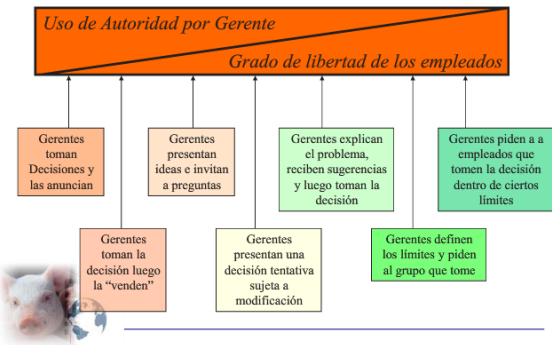 Uso de Autoridad por Gerente
Grado de libertad de los empleados
Gerentes
toman
Decisiones y
las anuncian
Gerentes
presentan
ideas e invitan
a preguntas
Gerentes explican
el problema,
reciben sugerencias
y luego toman la
decisión
Gerentes piden a a
empleados que
tomen la decisión
dentro de ciertos
límites
Gerentes
toman la
decisión luego
la “venden”
Gerentes
presentan una
decisión tentativa
sujeta a
modificación
Gerentes definen
los límites y piden
al grupo que tome